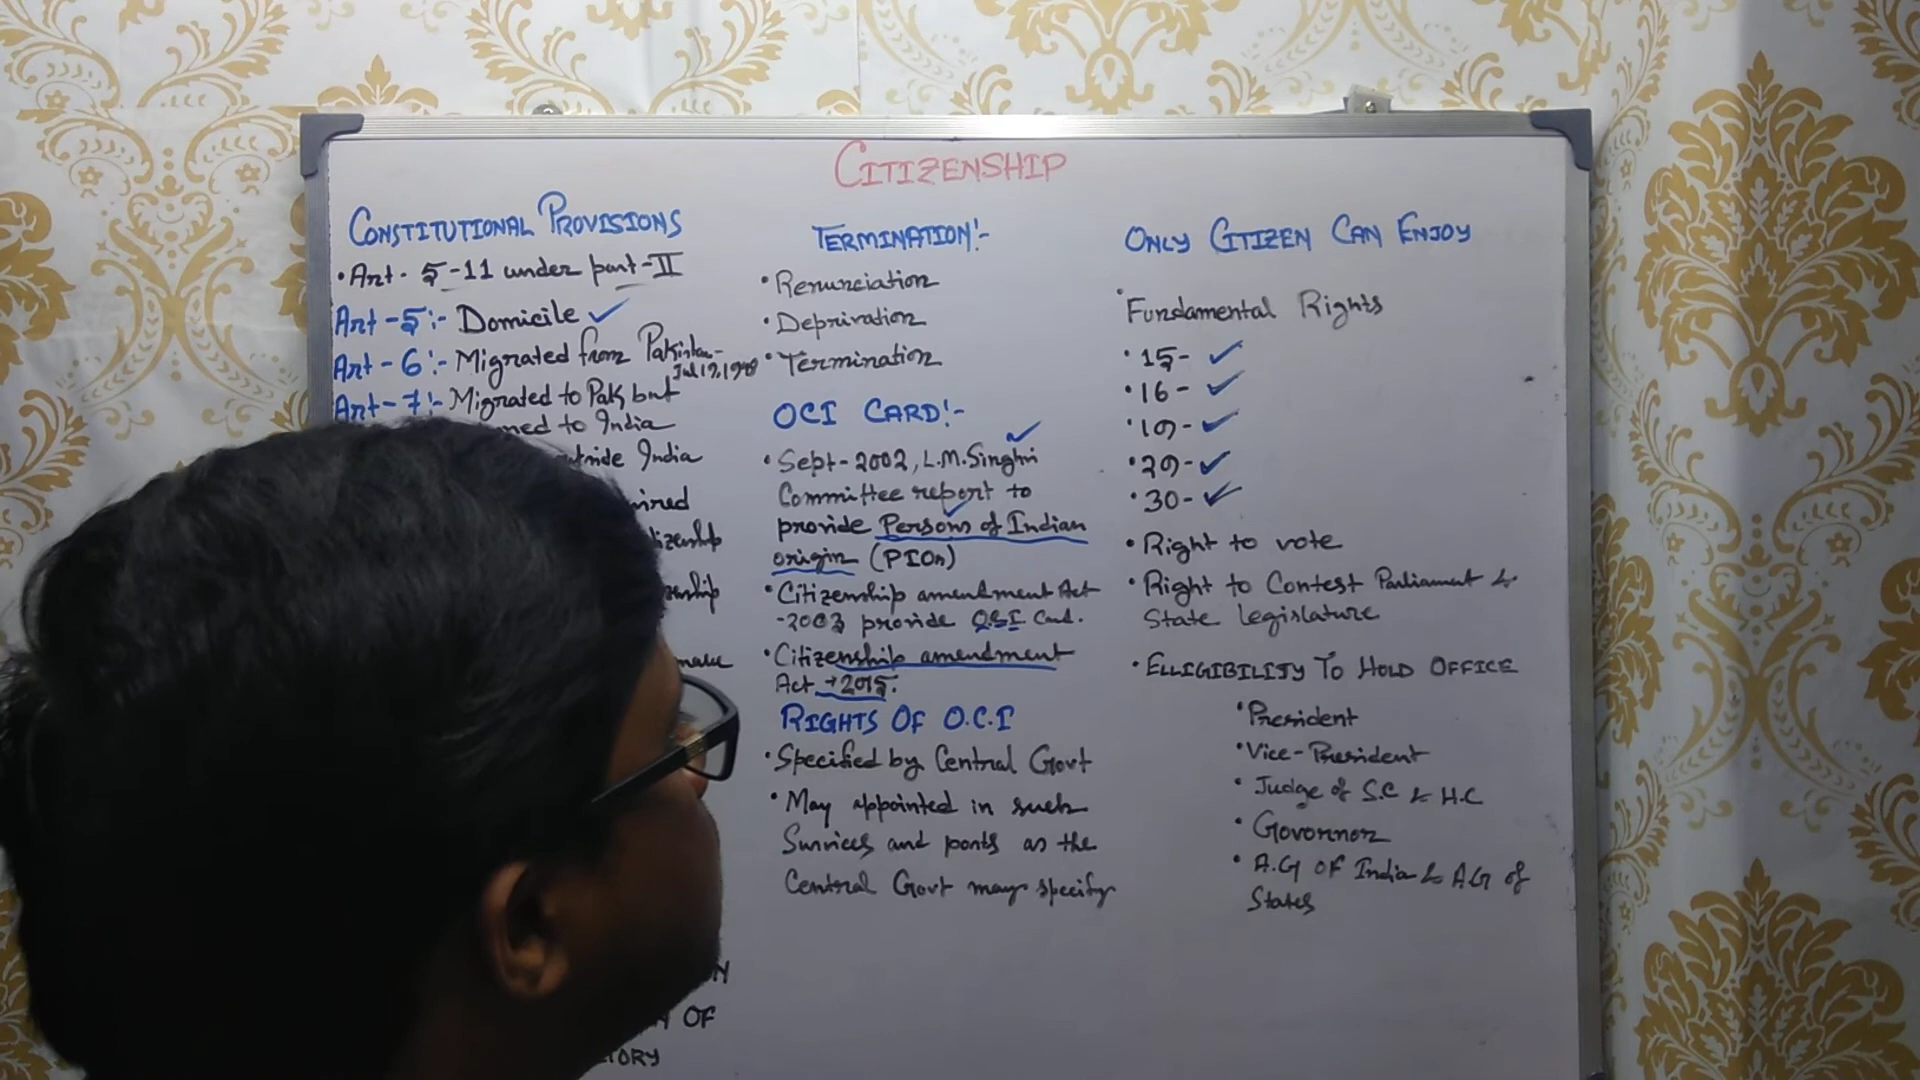 CITIZENSHIP
CONSTITUTIONAL PROVISIONS
• Art. 5-11 under part-II
Art-5:- Domicile ✓
Art-6:- Migrated from Pakistan-
Jul 19, 1948
Art-7:- Migrated to Pak but
to India
India
TERMINATION:-
• Renunciation
• Deprivation
• Termination
OCI CARD:-
• Sept-2002, L.M. Singhvi
Committee report to
provide Persons of Indian
origin (PIOs)
• Citizenship amendment Act
-2003 provide Card.
• Citizenship amendment
Act → 2015.
RIGHTS OF O.C.I
• Specified by Central Govt
• May appointed in such
Survices and posts as the
Central Govt may specify
ONLY CITIZEN CAN ENJOY
• Fundamental Rights
• 15- ✓
• 16- ✓
• 19- ✓
• 29- ✓
• 30- ✓
• Right to vote
• Right to Contest Parliament &
State legislature
• ELLIGIBILITY TO HOLD OFFICE
• President
• Vice-President
• Judge of S.C & H.C
• Govornor
• A.G OF India & A.G of
States
OF